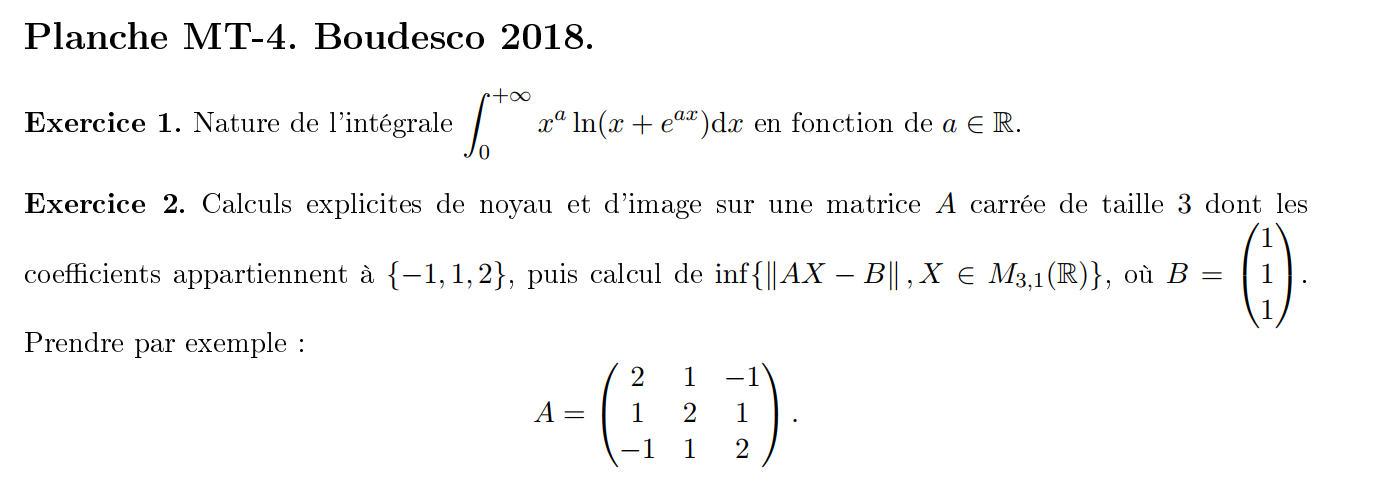 Planche MT-4. Boudesco 2018.
Exercice 1. Nature de l'intégrale $\int_0^{+\infty} x^a \ln(x + e^{ax})\mathrm{d}x$ en fonction de $a \in \mathbb{R}$.
Exercice 2. Calculs explicites de noyau et d'image sur une matrice $A$ carrée de taille 3 dont les
coefficients appartiennent à $\{-1, 1, 2\}$, puis calcul de $\inf\{\|AX - B\|, X \in M_{3,1}(\mathbb{R})\}$, où $B = \begin{pmatrix} 1 \\ 1 \\ 1 \end{pmatrix}$.
Prendre par exemple :
$A = \begin{pmatrix} 2 & 1 & -1 \\ 1 & 2 & 1 \\ -1 & 1 & 2 \end{pmatrix}$.